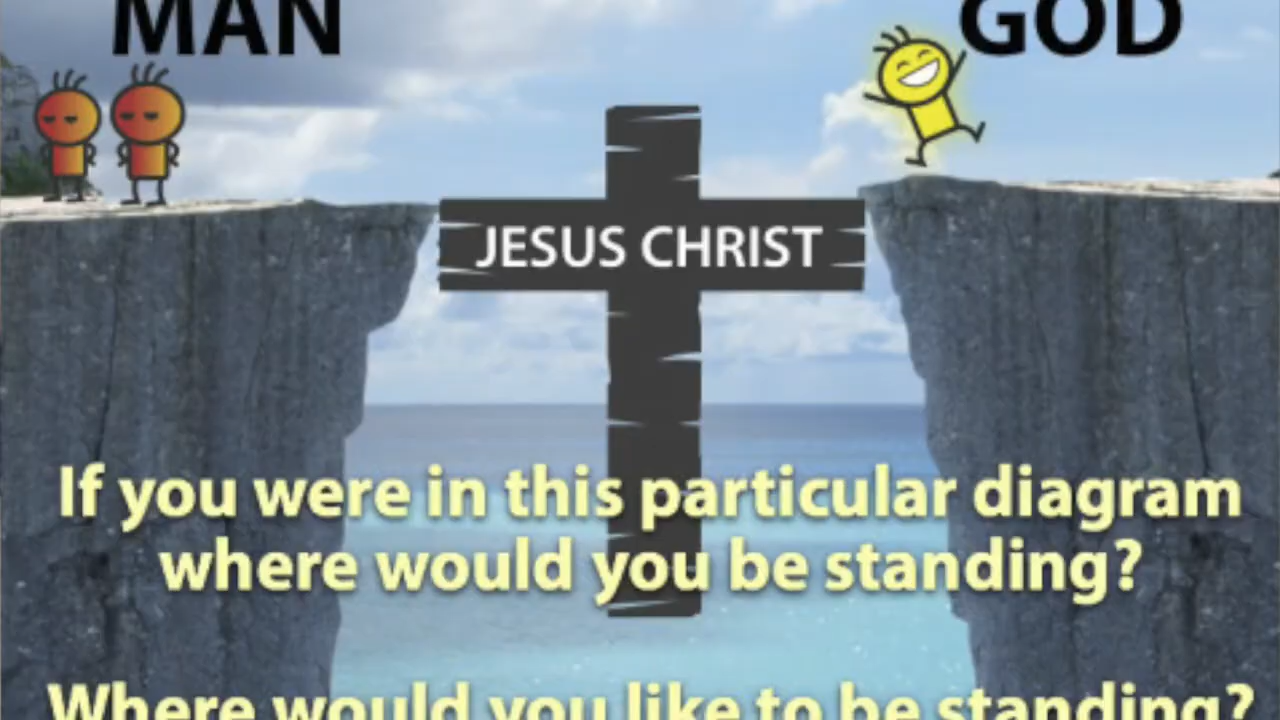 MAN
GOD
JESUS CHRIST
If you were in this particular diagram
where would you be standing?
Where would you like to be standing?